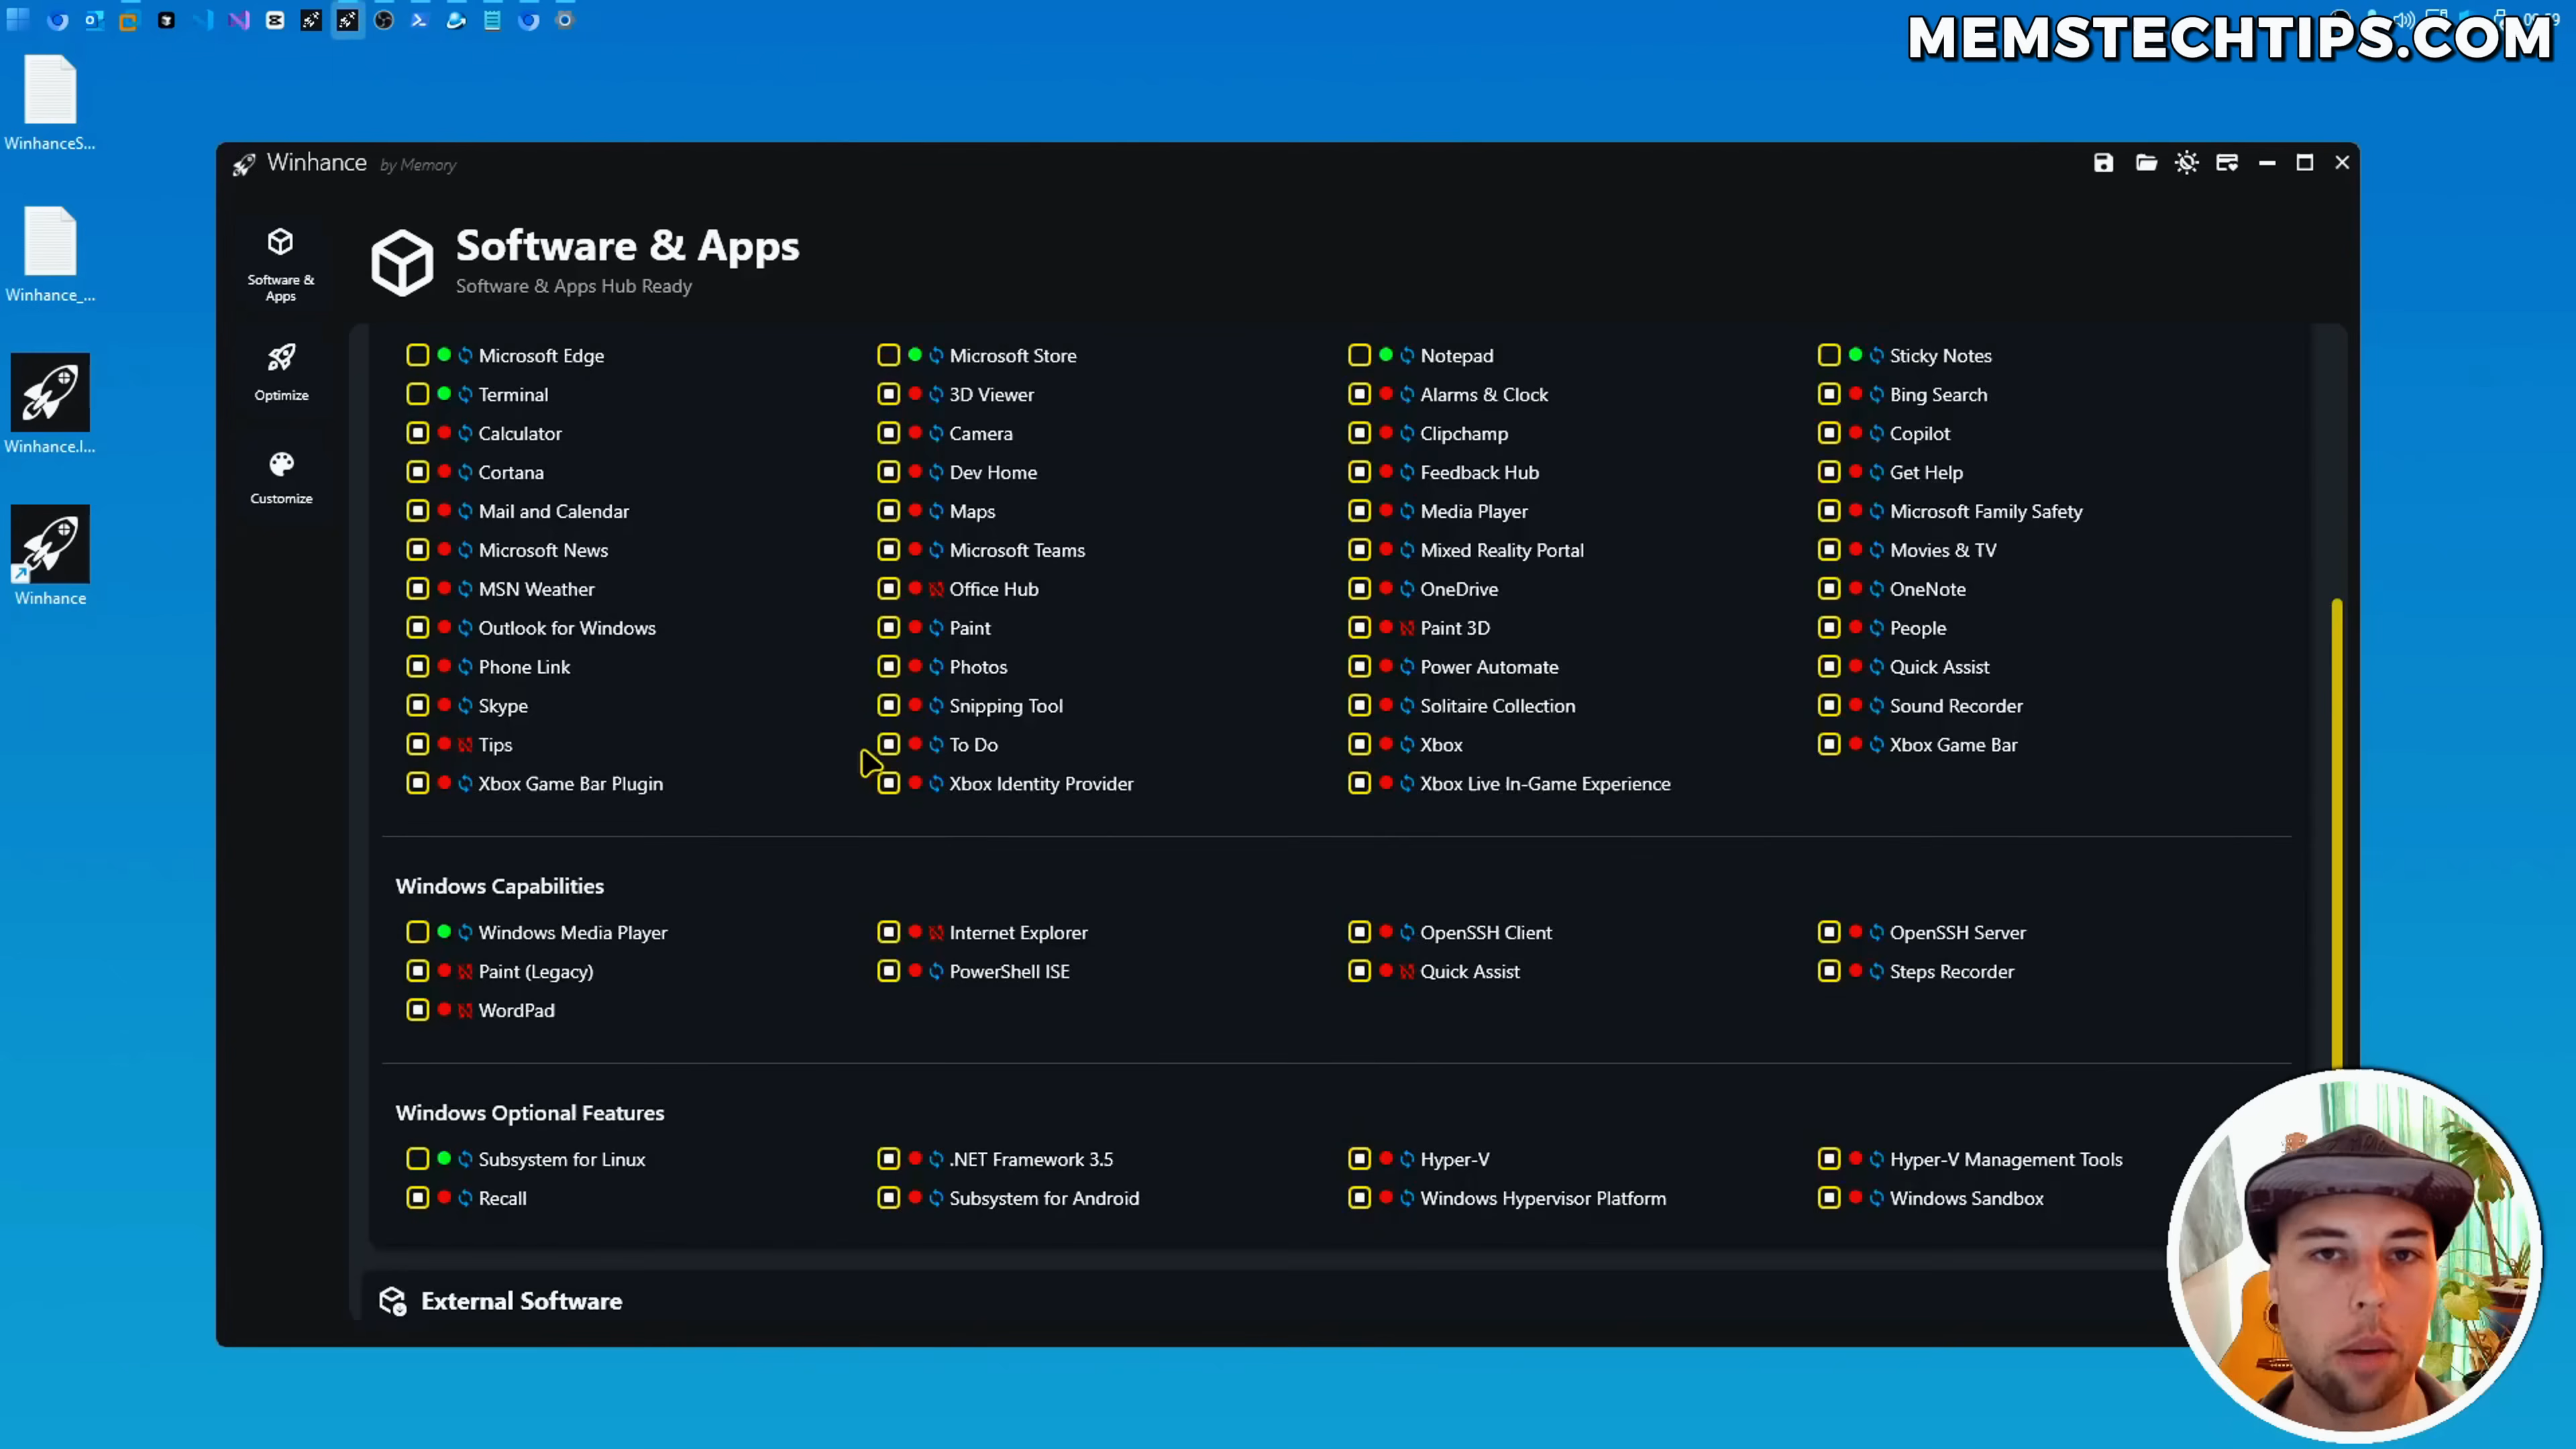 MEMSTECHTIPS.COM
WinhanceS...
Winhance_...
Winhance.l...
Winhance
Winhance by Memory
Software & Apps
Optimize
Customize
Software & Apps
Software & Apps Hub Ready
Microsoft Edge Microsoft Store Notepad Sticky Notes
Terminal 3D Viewer Alarms & Clock Bing Search
Calculator Camera Clipchamp Copilot
Cortana Dev Home Feedback Hub Get Help
Mail and Calendar Maps Media Player Microsoft Family Safety
Microsoft News Microsoft Teams Mixed Reality Portal Movies & TV
MSN Weather Office Hub OneDrive OneNote
Outlook for Windows Paint Paint 3D People
Phone Link Photos Power Automate Quick Assist
Skype Snipping Tool Solitaire Collection Sound Recorder
Tips To Do Xbox Xbox Game Bar
Xbox Game Bar Plugin Xbox Identity Provider Xbox Live In-Game Experience
Windows Capabilities
Windows Media Player Internet Explorer OpenSSH Client OpenSSH Server
Paint (Legacy) PowerShell ISE Quick Assist Steps Recorder
WordPad
Windows Optional Features
Subsystem for Linux .NET Framework 3.5 Hyper-V Hyper-V Management Tools
Recall Subsystem for Android Windows Hypervisor Platform Windows Sandbox
External Software